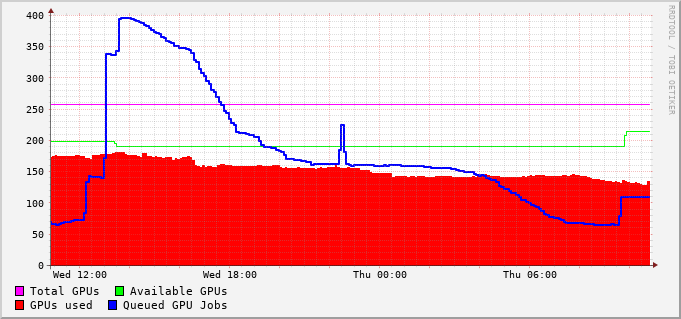 RRDTOOL / TOBI OETIKER
400
350
300
250
200
150
100
50
0
Wed 12:00 Wed 18:00 Thu 00:00 Thu 06:00
Total GPUs Available GPUs
GPUs used Queued GPU Jobs